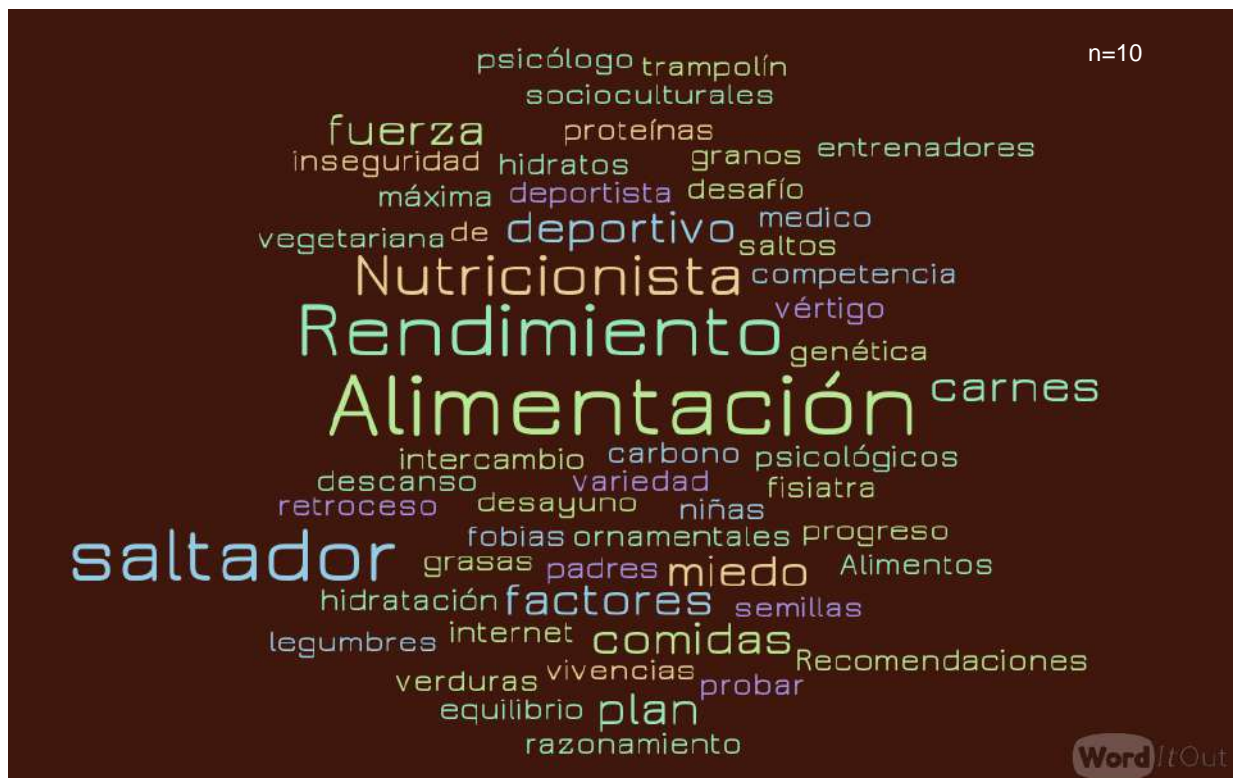 n=10
psicólogo trampolín
socioculturales
fuerza proteínas
inseguridad hidratos granos entrenadores
máxima deportista desafío
vegetariana de deportivo medico
saltos
Nutricionista competencia
vértigo
Rendimiento genética
Alimentación carnes
intercambio carbono psicológicos
descanso variedad fisiatra
retroceso desayuno niñas
saltador fobias ornamentales progreso
grasas padres miedo Alimentos
hidratación factores semillas
legumbres internet comidas Recomendaciones
verduras vivencias probar
equilibrio plan
razonamiento
WordItOut